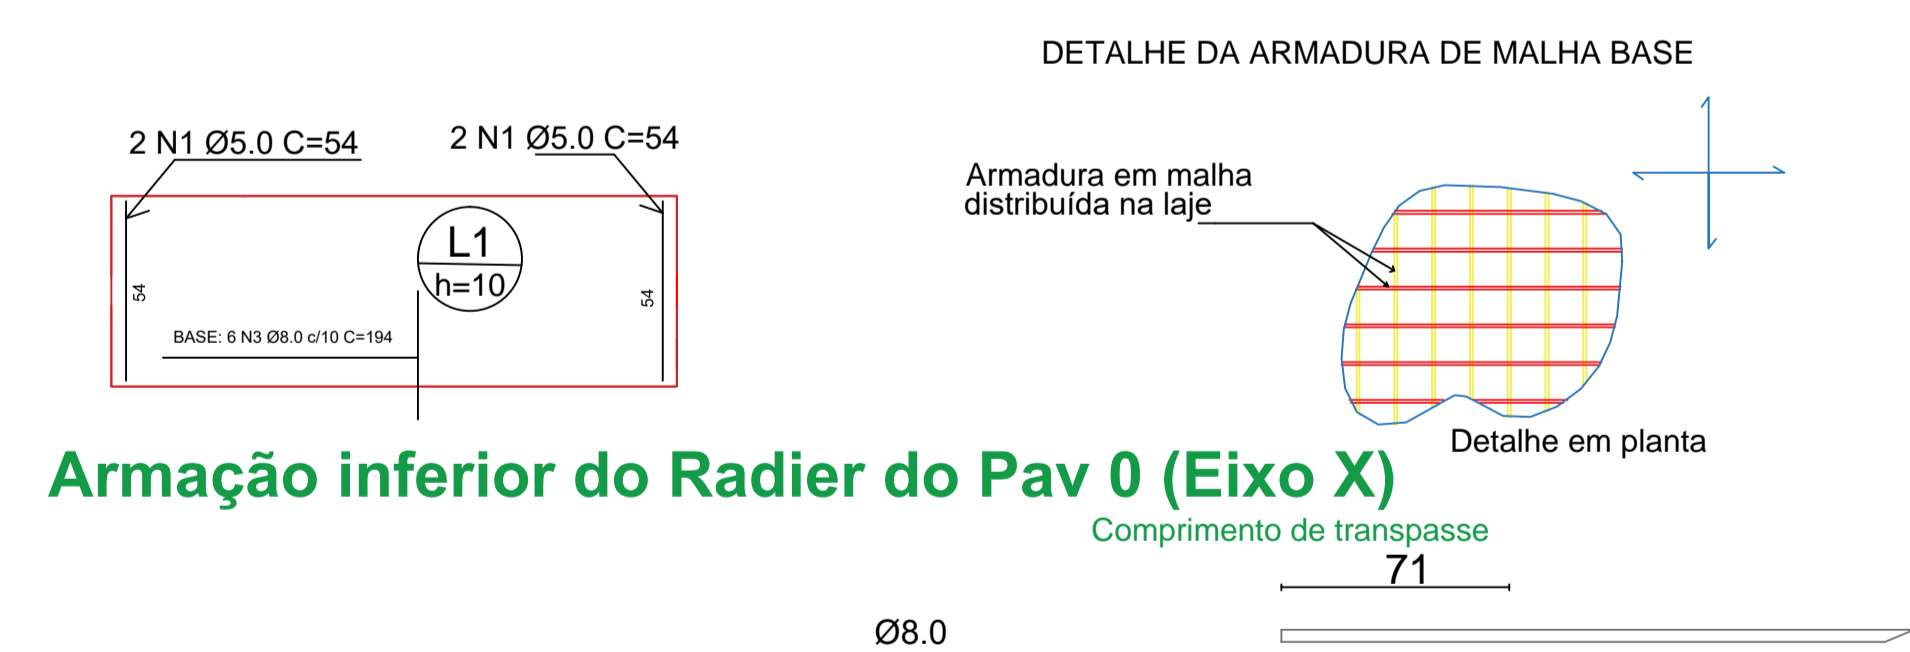 DETALHE DA ARMADURA DE MALHA BASE
2 N1 Ø5.0 C=54
2 N1 Ø5.0 C=54
Armadura em malha
distribuída na laje
L1
h=10
54
54
BASE: 6 N3 Ø8.0 c/10 C=194
Detalhe em planta
Armação inferior do Radier do Pav 0 (Eixo X)
Comprimento de transpasse
71
Ø8.0